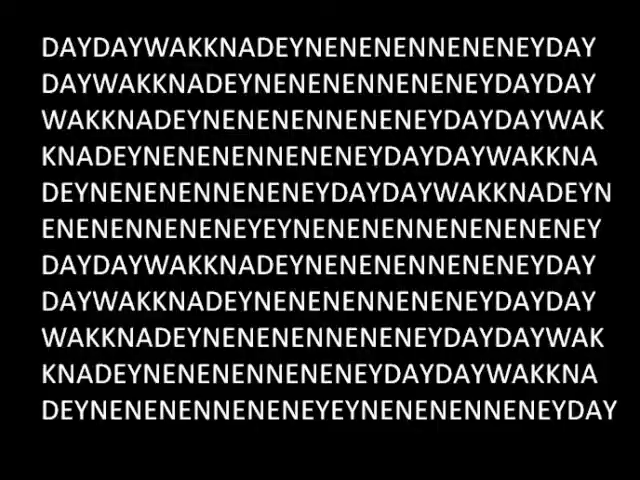 DAYDAYWAKKNADEYNENENENNENENEYDAY
DAYWAKKNADEYNENENENNENENEYDAYDAY
WAKKNADEYNENENENNENENEYDAYDAYWAK
KNADEYNENENENNENENEYDAYDAYWAKKNA
DEYNENENENNENENEYDAYDAYWAKKNADEYN
ENENENNENENEYEYNENENENNENENENENEY
DAYDAYWAKKNADEYNENENENNENENEYDAY
DAYWAKKNADEYNENENENNENENEYDAYDAY
WAKKNADEYNENENENNENENEYDAYDAYWAK
KNADEYNENENENNENENEYDAYDAYWAKKNA
DEYNENENENNENENEYEYNENENENNENEYDAY